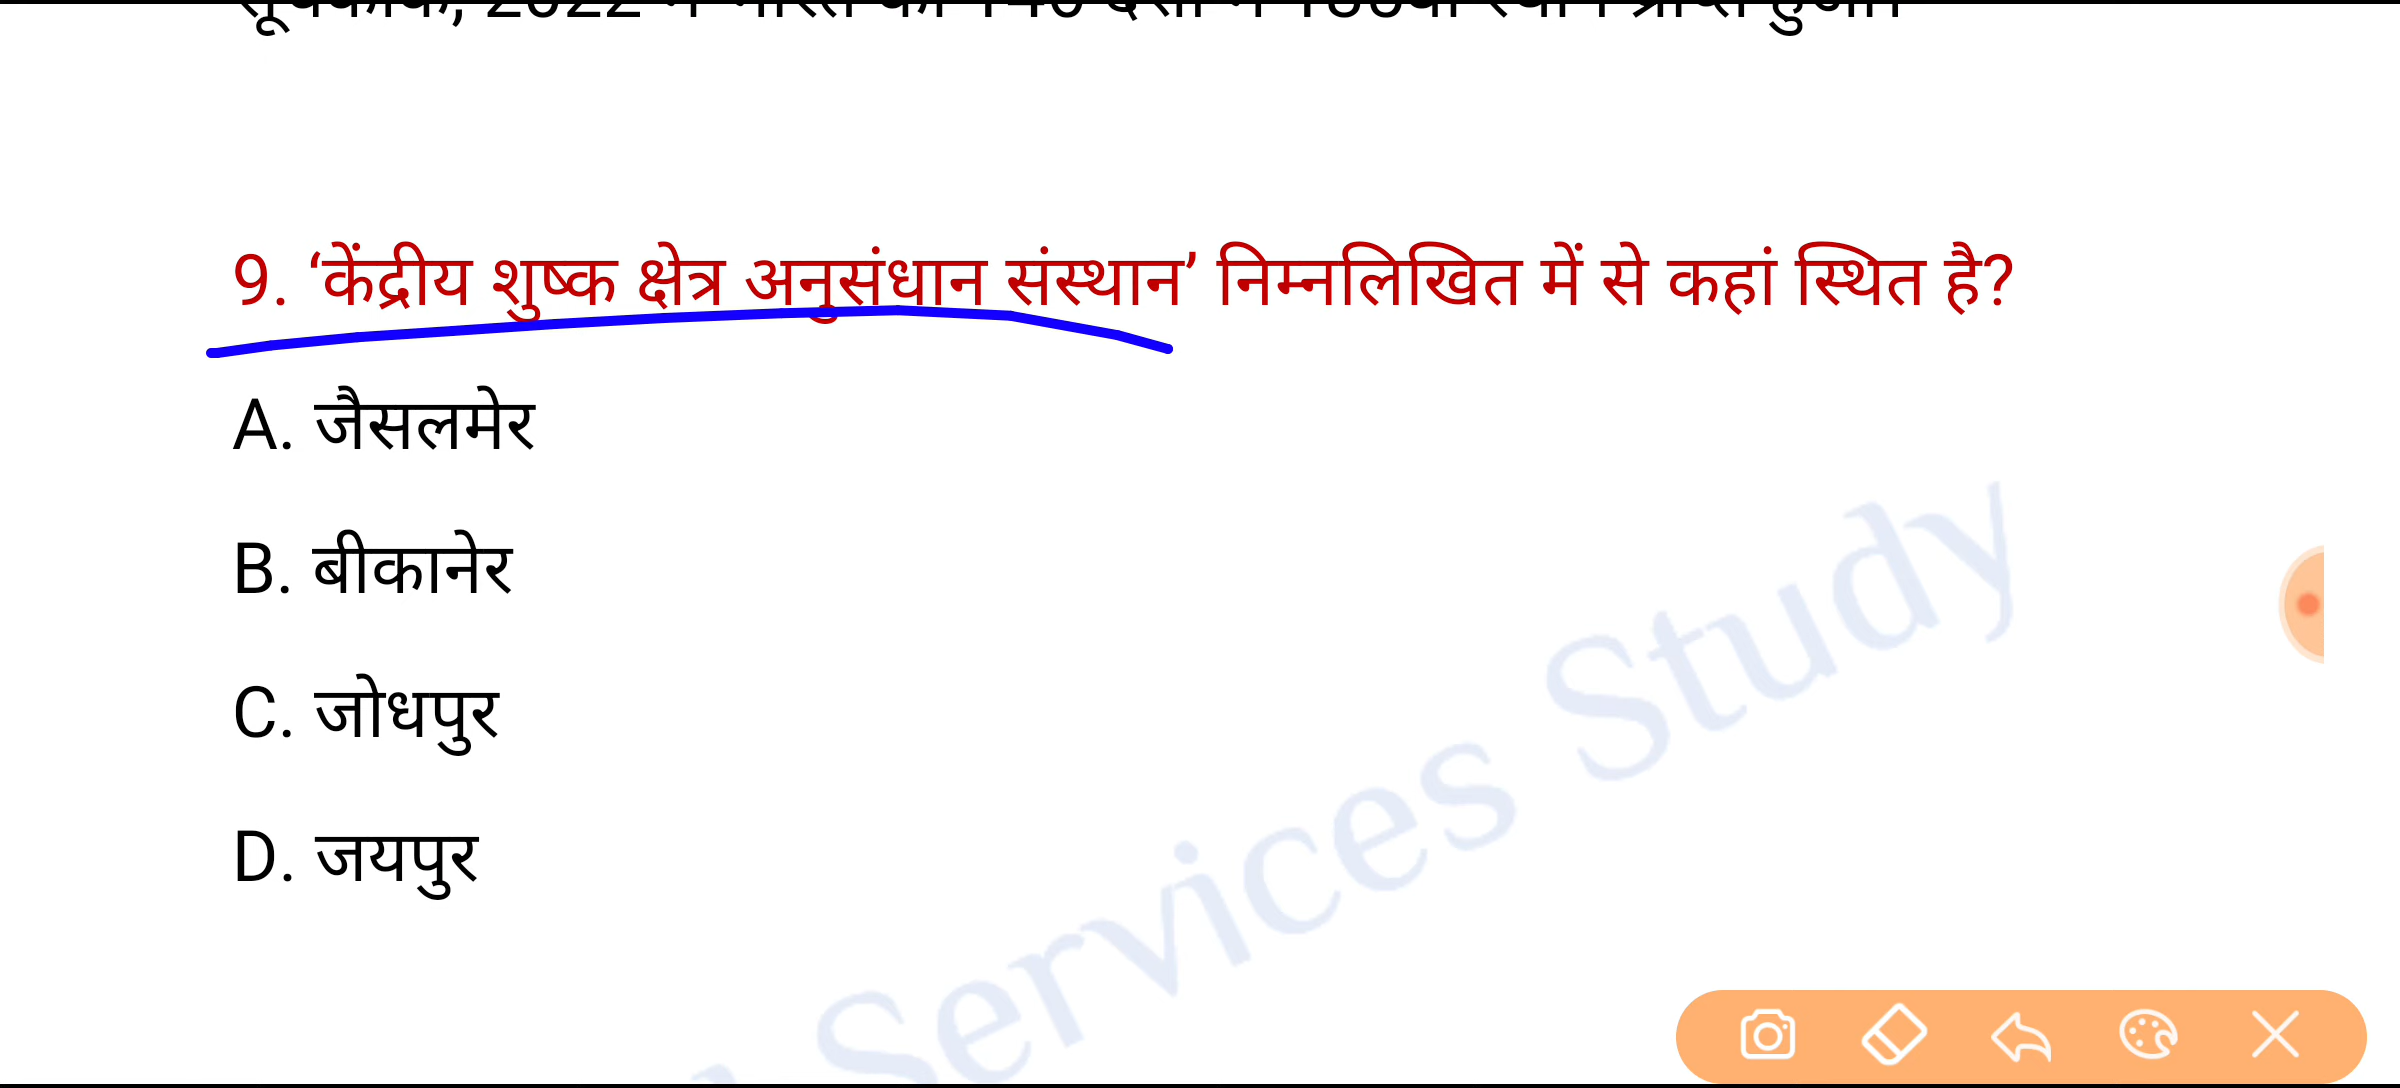 9. ‘केंद्रीय शुष्क क्षेत्र अनुसंधान संस्थान’ निम्नलिखित में से कहां स्थित है?
A. जैसलमेर
B. बीकानेर
C. जोधपुर
D. जयपुर
Services Study